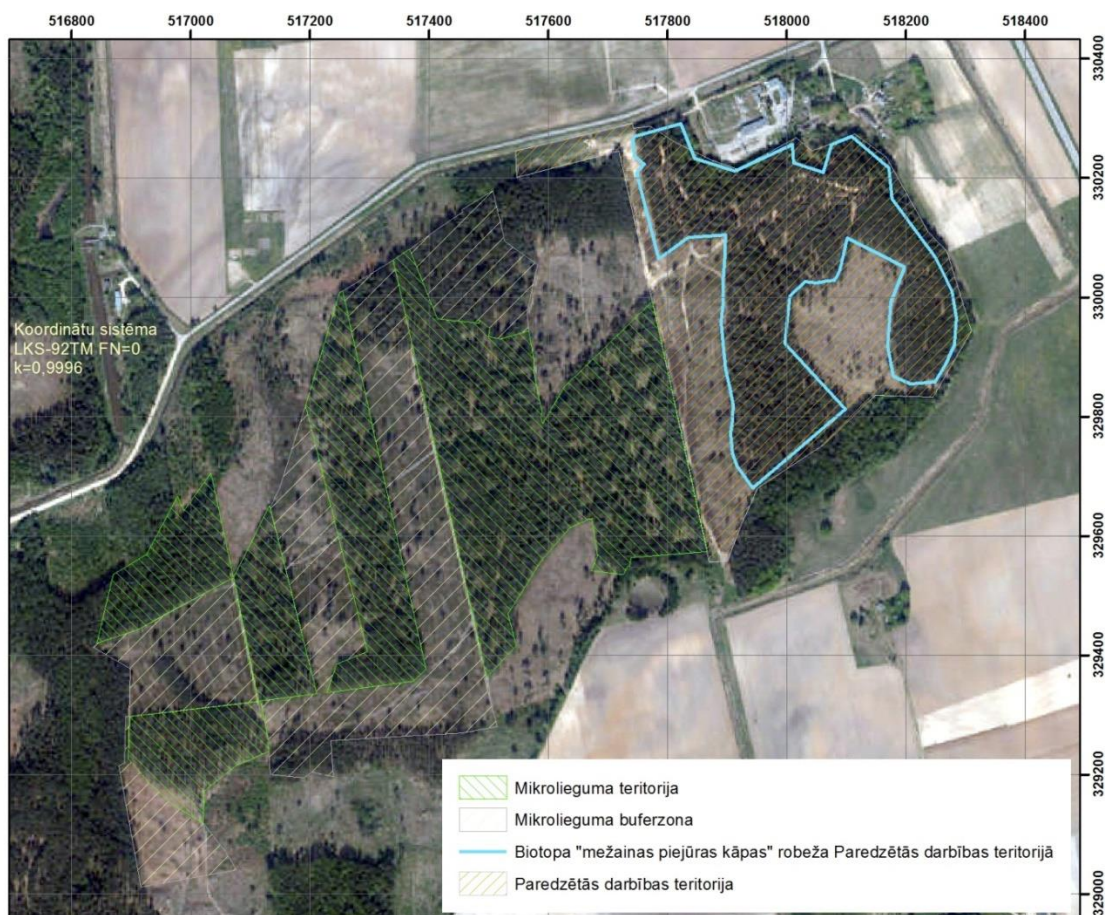 516800 517000 517200 517400 517600 517800 518000 518200 518400
330400
330200
330000
329800
329600
329400
329200
329000
Koordinātu sistēma
LKS-92TM FN=0
k=0,9996
Mikrolieguma teritorija
Mikrolieguma buferzona
Biotopa "mežainas piejūras kāpas" robeža Paredzētās darbības teritorijā
Paredzētās darbības teritorija